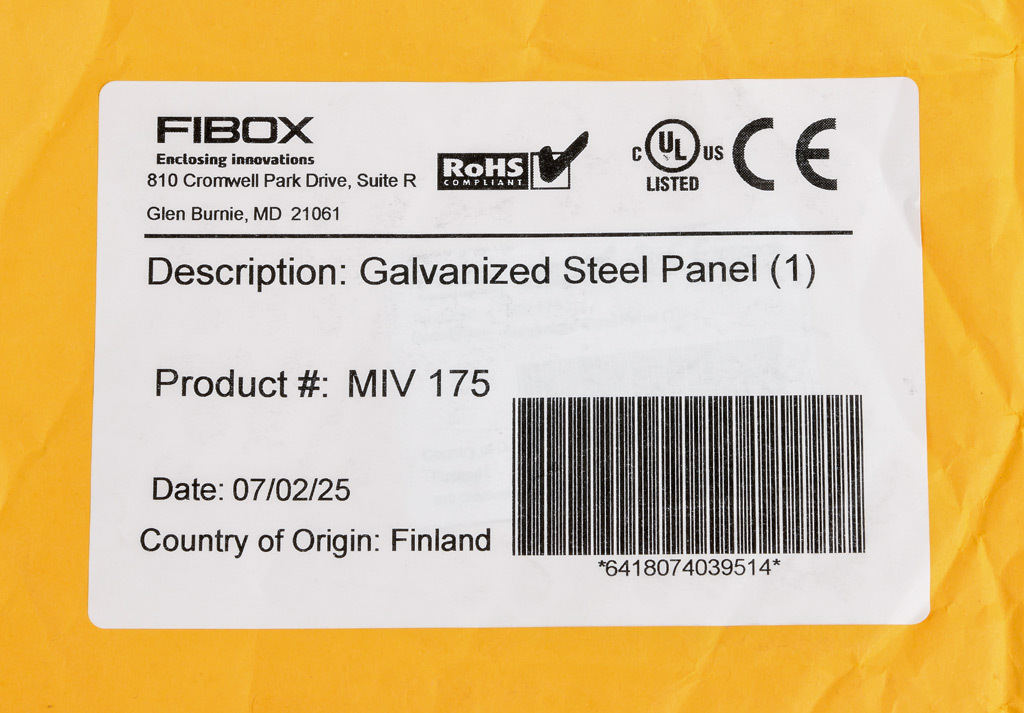 FIBOX
Enclosing innovations
810 Cromwell Park Drive, Suite R
Glen Burnie, MD 21061
RoHS
COMPLIANT
C UL US
LISTED
CE
Description: Galvanized Steel Panel (1)
Product #: MIV 175
Date: 07/02/25
Country of Origin: Finland
*6418074039514*